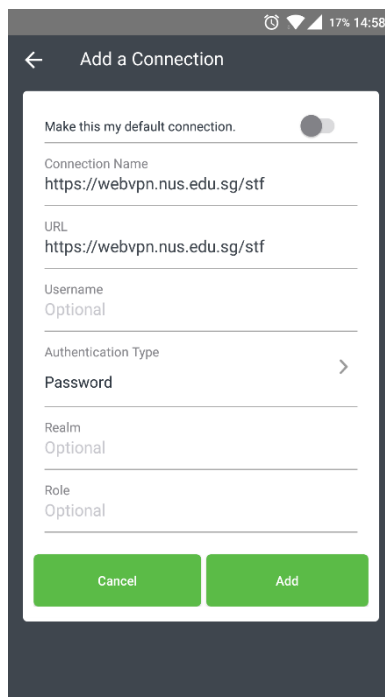 17% 14:58
Add a Connection
Make this my default connection.
Connection Name
https://webvpn.nus.edu.sg/stf
URL
https://webvpn.nus.edu.sg/stf
Username
Optional
Authentication Type
Password
Realm
Optional
Role
Optional
Cancel Add